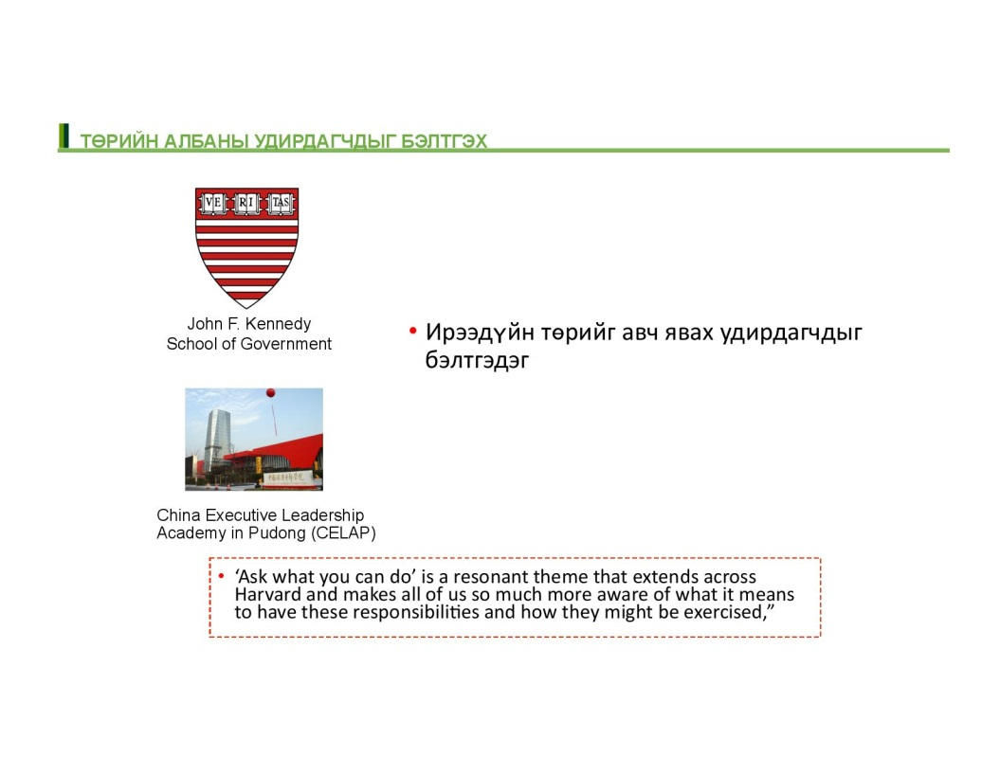 ТӨРИЙН АЛБАНЫ УДИРДАГЧДЫГ БЭЛТГЭХ
VE RI TAS
John F. Kennedy
School of Government
• Ирээдүйн төрийг авч явах удирдагчдыг
бэлтгэдэг
China Executive Leadership
Academy in Pudong (CELAP)
• ‘Ask what you can do’ is a resonant theme that extends across
Harvard and makes all of us so much more aware of what it means
to have these responsibilities and how they might be exercised,”